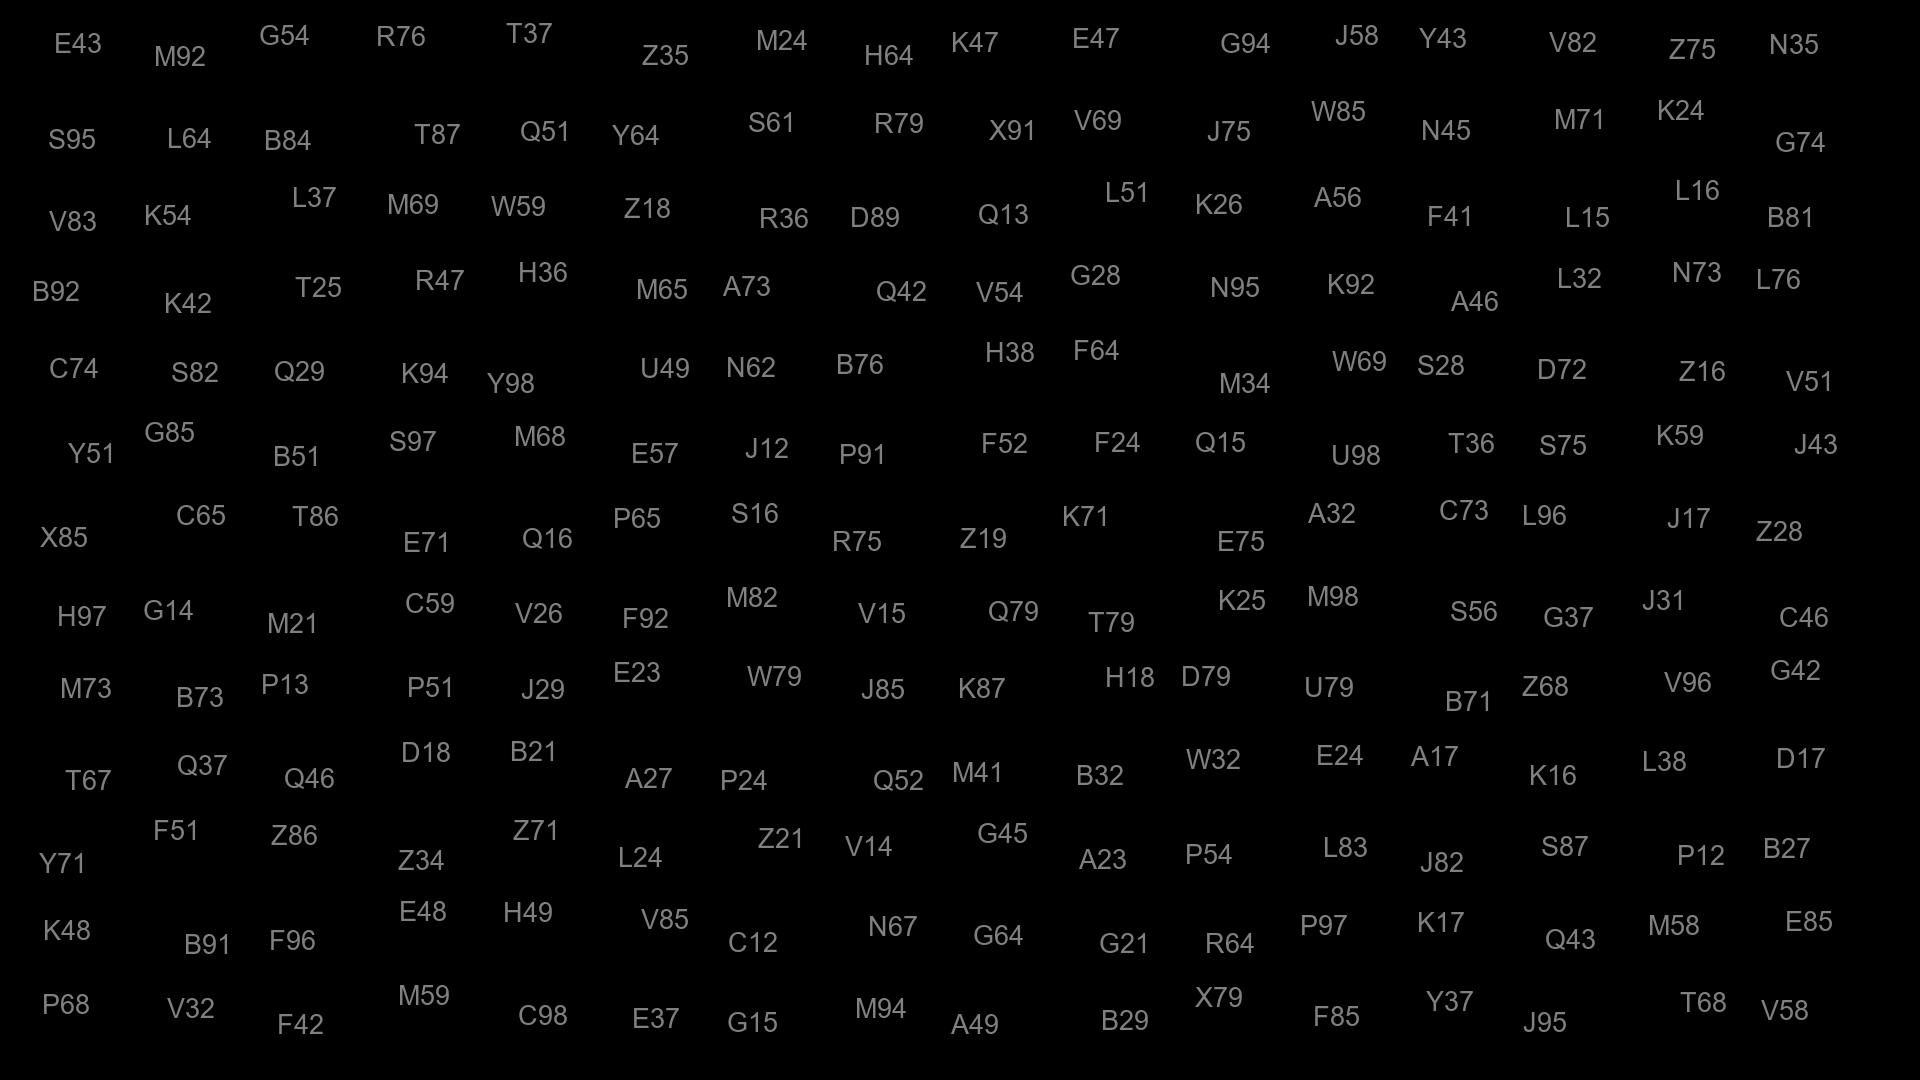 E43 M92 G54 R76 T37 Z35 M24 H64 K47 E47 G94 J58 Y43 V82 Z75 N35
S95 L64 B84 T87 Q51 Y64 S61 R79 X91 V69 J75 W85 N45 M71 K24 G74
V83 K54 L37 M69 W59 Z18 R36 D89 Q13 L51 K26 A56 F41 L15 L16 B81
B92 K42 T25 R47 H36 M65 A73 Q42 V54 G28 N95 K92 A46 L32 N73 L76
C74 S82 Q29 K94 Y98 U49 N62 B76 H38 F64 M34 W69 S28 D72 Z16 V51
Y51 G85 B51 S97 M68 E57 J12 P91 F52 F24 Q15 U98 T36 S75 K59 J43
X85 C65 T86 E71 Q16 P65 S16 R75 Z19 K71 E75 A32 C73 L96 J17 Z28
H97 G14 M21 C59 V26 F92 M82 V15 Q79 T79 K25 M98 S56 G37 J31 C46
M73 B73 P13 P51 J29 E23 W79 J85 K87 H18 D79 U79 B71 Z68 V96 G42
T67 Q37 Q46 D18 B21 A27 P24 Q52 M41 B32 W32 E24 A17 K16 L38 D17
Y71 F51 Z86 Z34 Z71 L24 Z21 V14 G45 A23 P54 L83 J82 S87 P12 B27
K48 B91 F96 E48 H49 V85 C12 N67 G64 G21 R64 P97 K17 Q43 M58 E85
P68 V32 F42 M59 C98 E37 G15 M94 A49 B29 X79 F85 Y37 J95 T68 V58